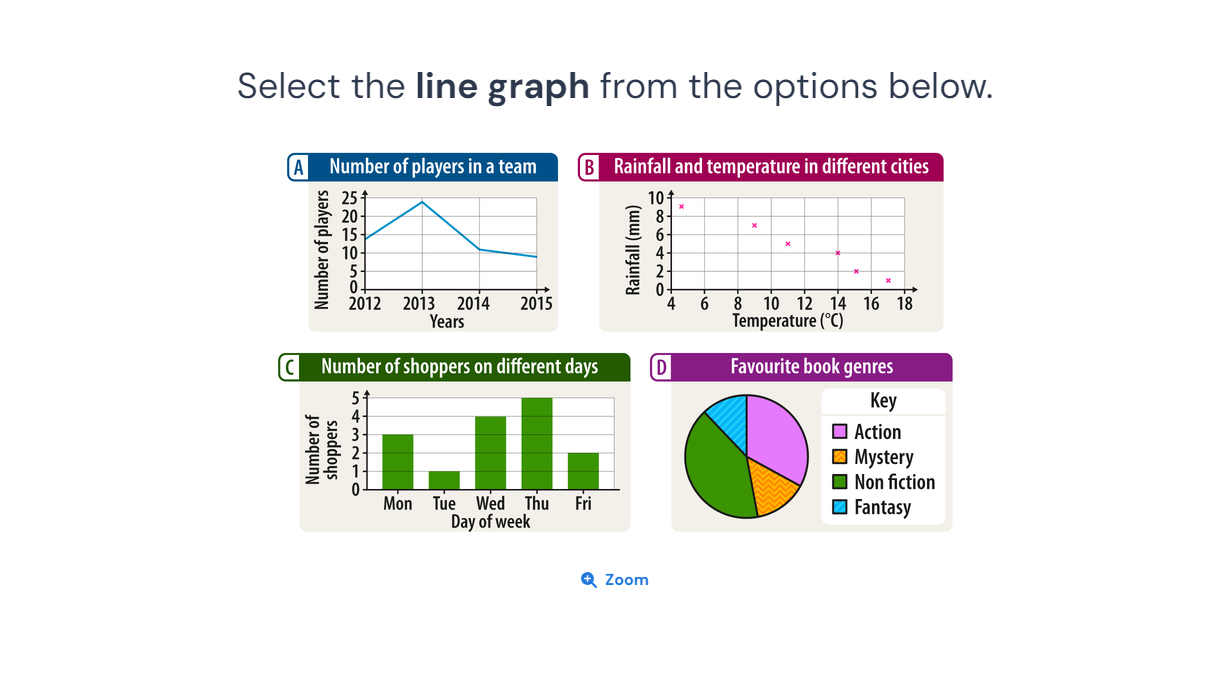 Select the line graph from the options below.
A
Number of players in a team
Number of players
25
20
15
10
5
0
2012 2013 2014 2015
Years
B
Rainfall and temperature in different cities
Rainfall (mm)
10
8
6
4
2
0
4 6 8 10 12 14 16 18
Temperature (°C)
C
Number of shoppers on different days
Number of
shoppers
5
4
3
2
1
0
Mon Tue Wed Thu Fri
Day of week
D
Favourite book genres
Key
Action
Mystery
Non fiction
Fantasy
Zoom